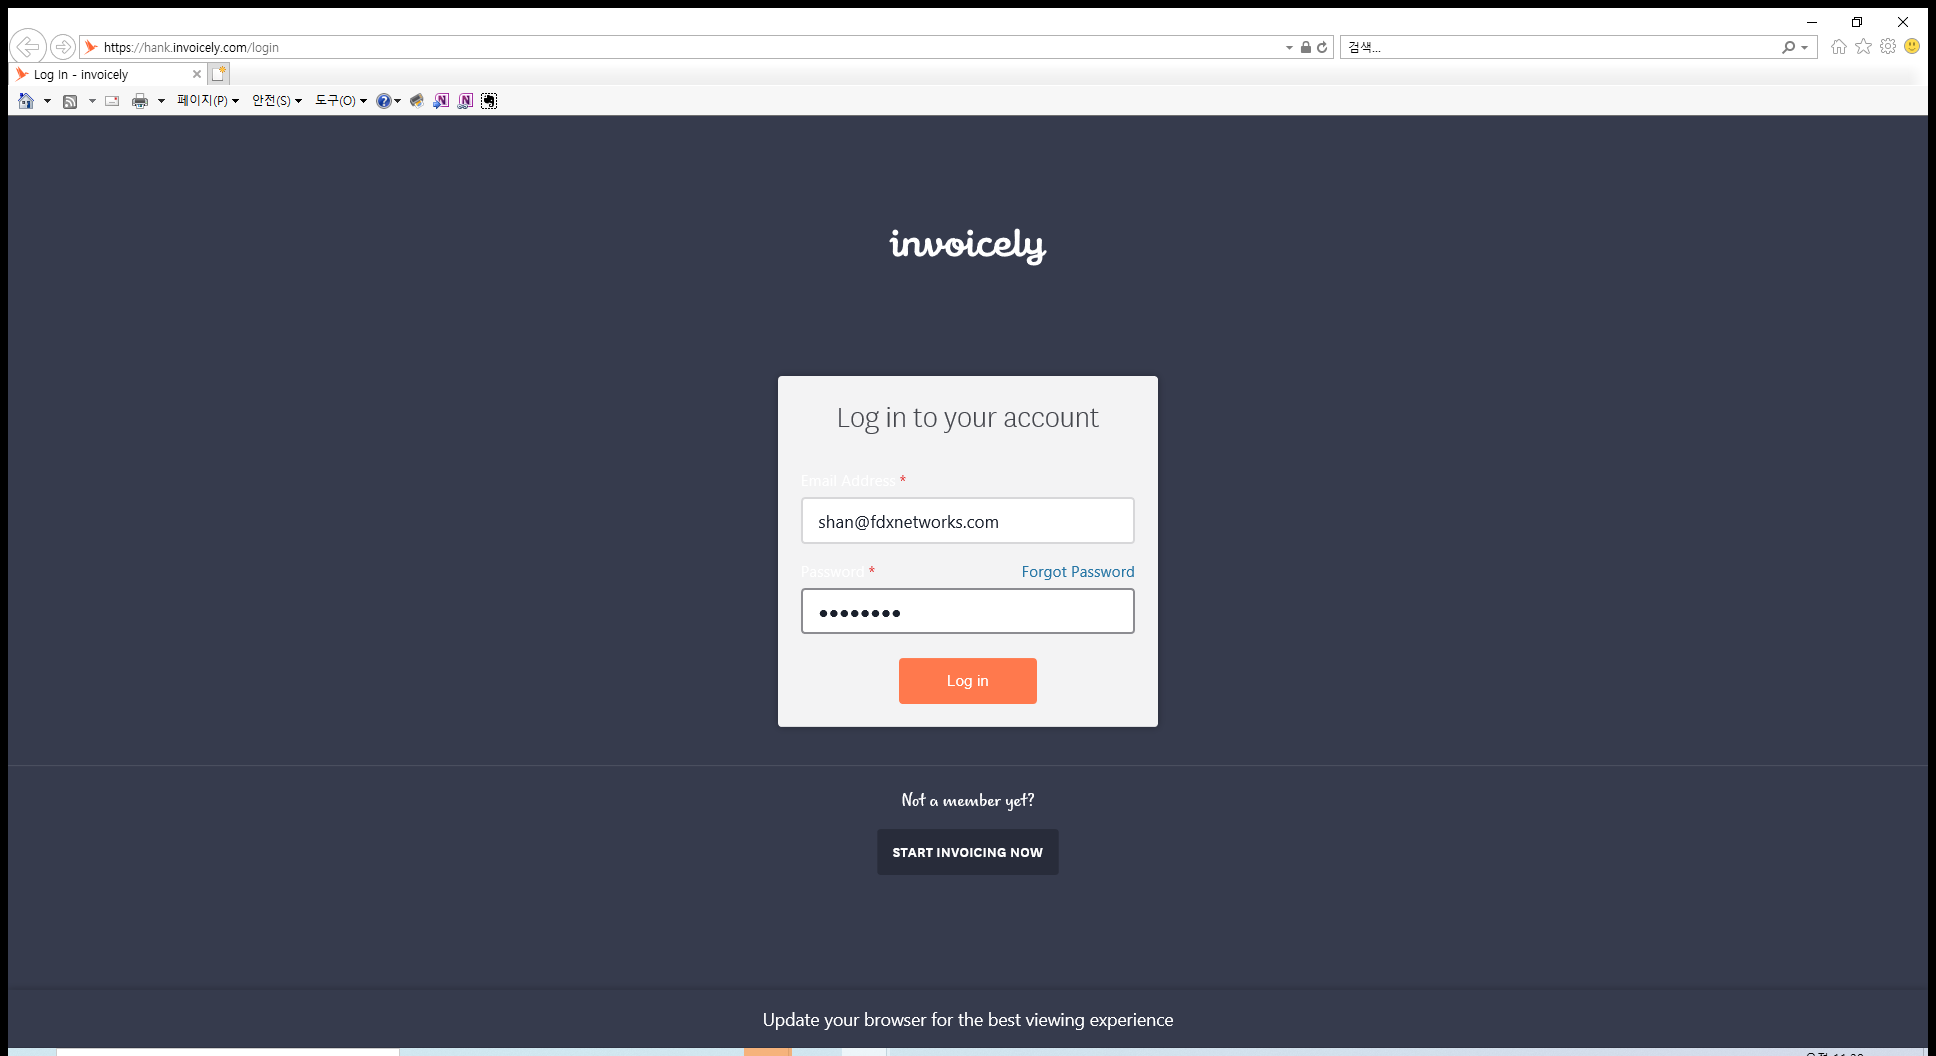 https://hank.invoicely.com/login
검색...
Log In - invoicely
페이지(P)
안전(S)
도구(O)
invoicely
Log in to your account
Email Address *
shan@fdxnetworks.com
Password *
Forgot Password
Log in
Not a member yet?
START INVOICING NOW
Update your browser for the best viewing experience